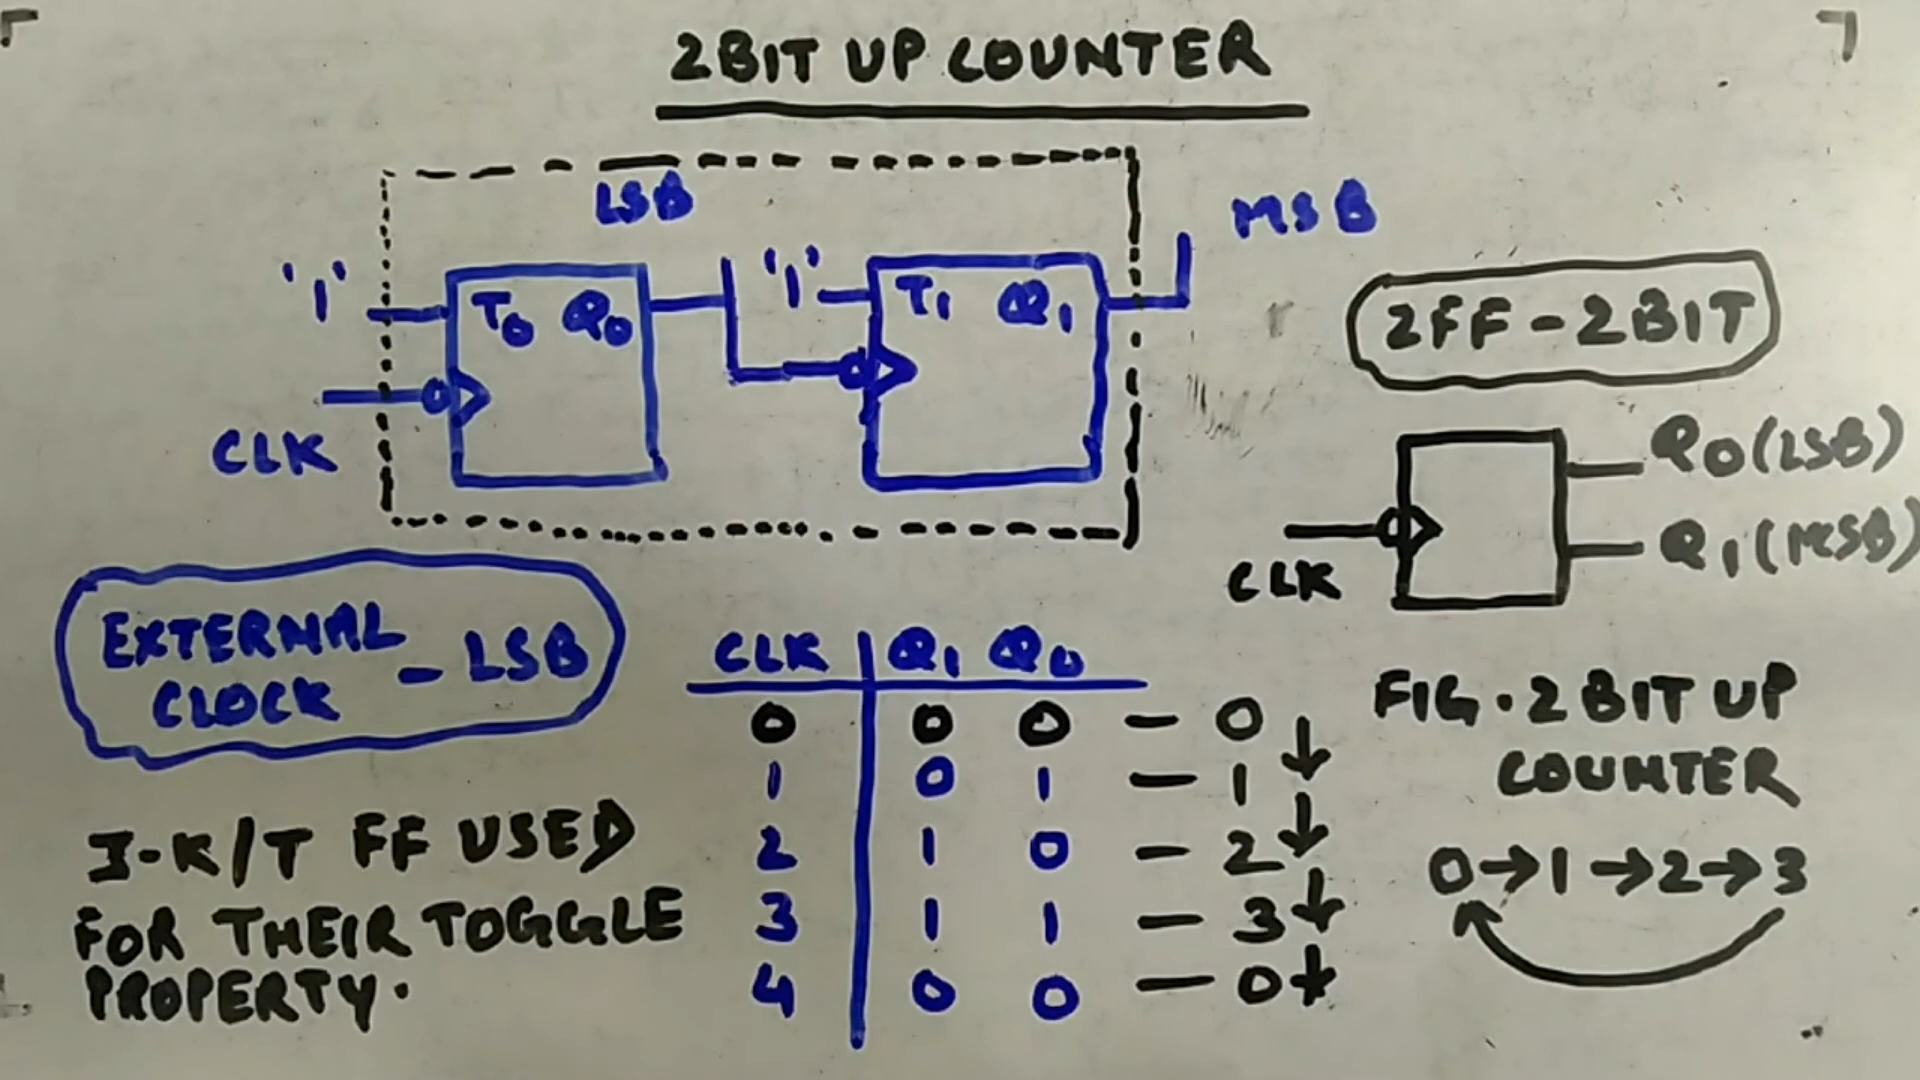 2BIT UP COUNTER
LSB
MSB
'1' T0 Q0 '1' T1 Q1
CLK
2FF-2BIT
Q0(LSB)
Q1(MSB)
CLK
FIG. 2 BIT UP
COUNTER
0→1→2→3
EXTERNAL
CLOCK - LSB
J-K/T FF USED
FOR THEIR TOGGLE
PROPERTY.
CLK Q1 Q0
0 0 0 - 0
1 0 1 - 1
2 1 0 - 2
3 1 1 - 3
4 0 0 - 0